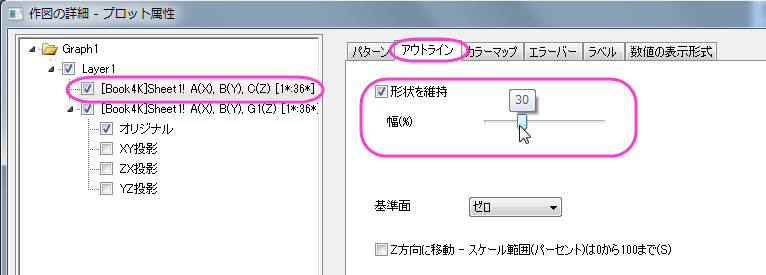 作図の詳細 - プロット属性
Graph1
Layer1
[Book4K]Sheet1! A(X), B(Y), C(Z) [1*:36*]
[Book4K]Sheet1! A(X), B(Y), G1(Z) [1*:36*]
オリジナル
XY投影
ZX投影
YZ投影
パターン アウトライン カラーマップ エラーバー ラベル 数値の表示形式
形状を維持
30
幅(%)
基準面 ゼロ
Z方向に移動 - スケール範囲(パーセント)は0から100まで(S)